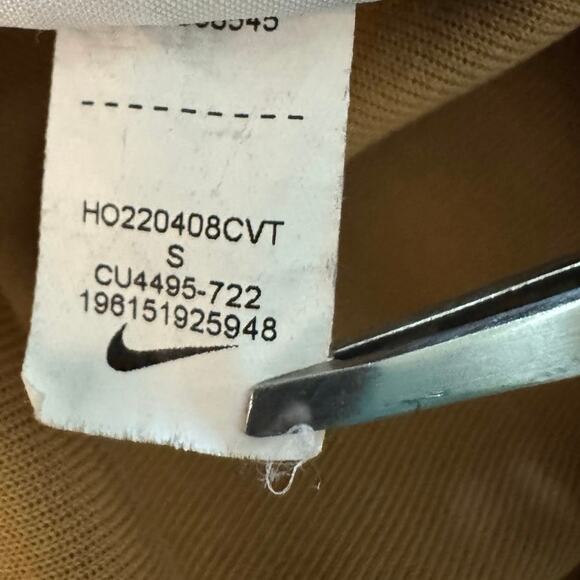 ----------
HO220408CVT
S
CU4495-722
196151925948